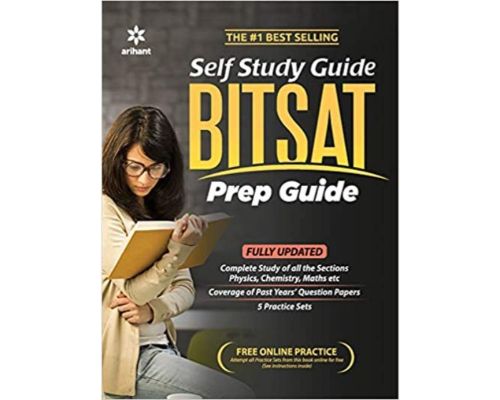 arihant
THE #1 BEST SELLING
Self Study Guide
BITSAT
Prep Guide
FULLY UPDATED
Complete Study of all the Sections
Physics, Chemistry, Maths etc
Coverage of Past Years' Question Papers
5 Practice Sets
FREE ONLINE PRACTICE
Attempt all Practice Sets from this book online for free
(See instructions inside)